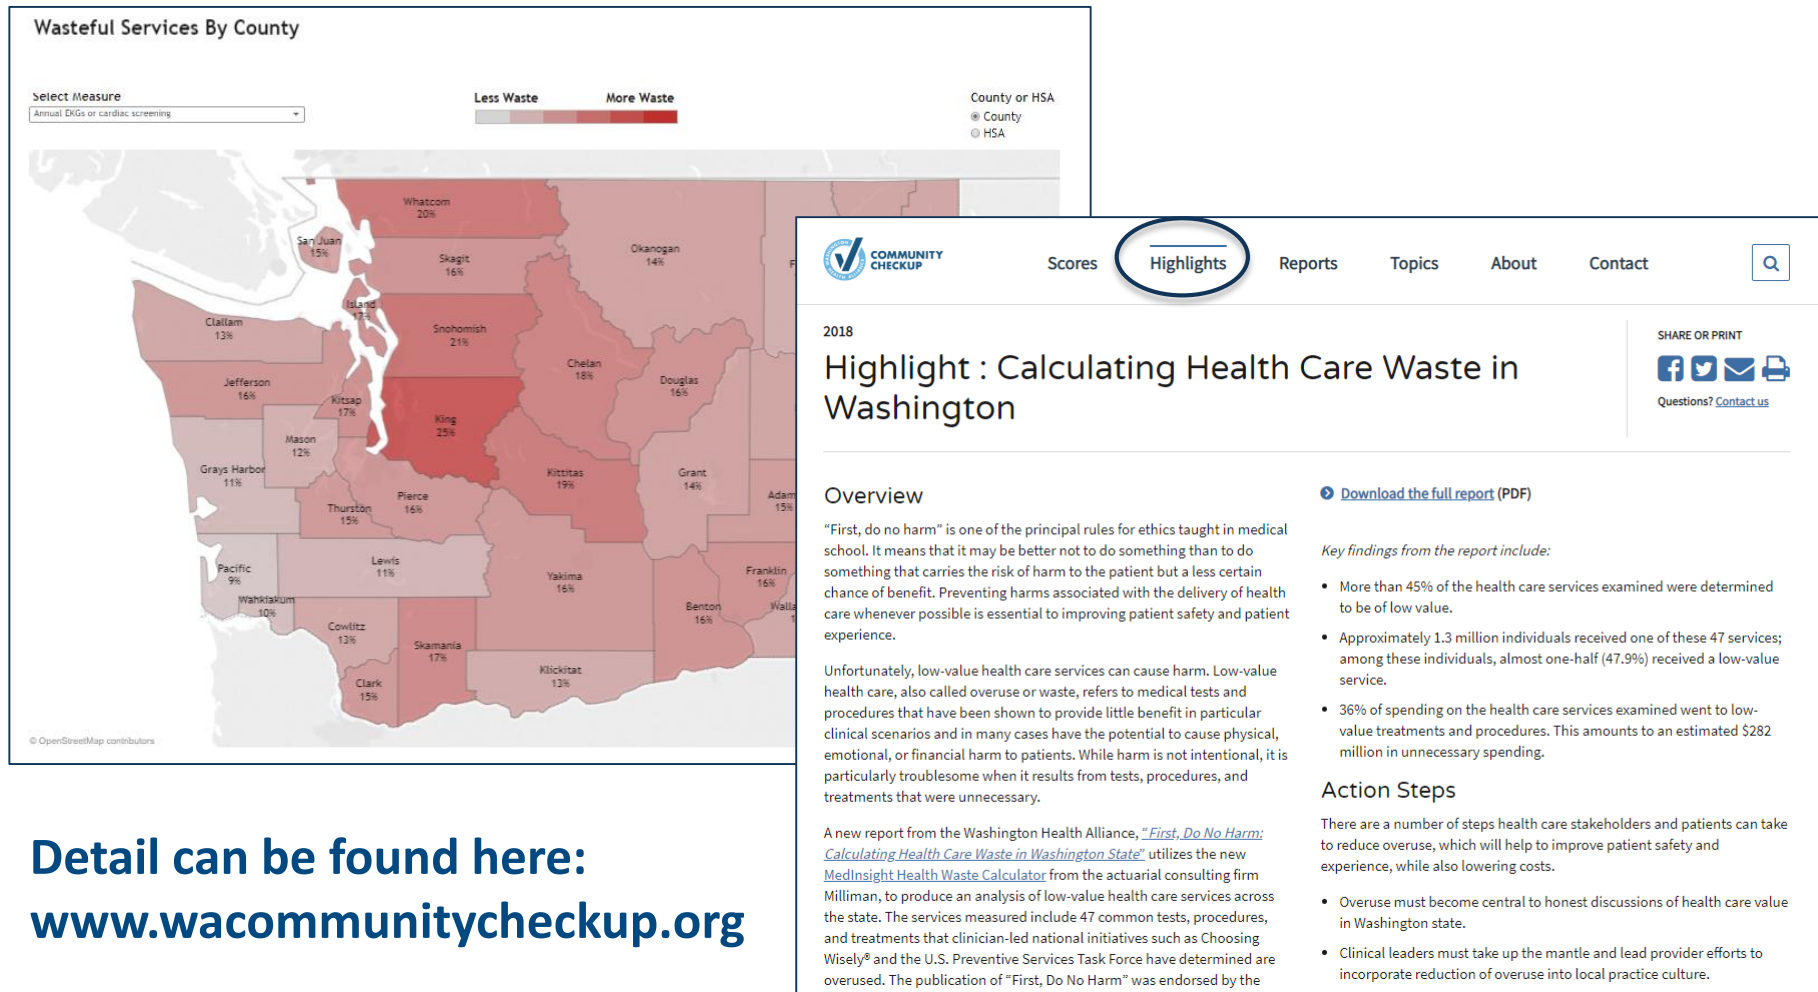 Wasteful Services By County
Select Measure
Annual EKGs or cardiac screening
Less Waste
More Waste
County or HSA
County
HSA
Whatcom
20%
San Juan
15%
Skagit
16%
Okanogan
14%
F
Island
17%
Clallam
13%
Snohomish
21%
Chelan
18%
Jefferson
16%
Douglas
16%
Kitsap
17%
King
25%
Mason
12%
Grays Harbor
11%
Kittitas
19%
Grant
14%
Pierce
16%
Adam
15%
Thurston
15%
Lewis
11%
Pacific
9%
Yakima
16%
Franklin
16%
Wahkiakum
10%
Benton
16%
Walla
1
Cowlitz
13%
Skamania
17%
Klickitat
13%
Clark
15%
© OpenStreetMap contributors
WASHINGTON HEALTH ALLIANCE
COMMUNITY
CHECKUP
Scores
Highlights
Reports
Topics
About
Contact
2018
Highlight : Calculating Health Care Waste in
Washington
SHARE OR PRINT
Questions? Contact us
Overview
“First, do no harm” is one of the principal rules for ethics taught in medical
school. It means that it may be better not to do something than to do
something that carries the risk of harm to the patient but a less certain
chance of benefit. Preventing harms associated with the delivery of health
care whenever possible is essential to improving patient safety and patient
experience.
Unfortunately, low-value health care services can cause harm. Low-value
health care, also called overuse or waste, refers to medical tests and
procedures that have been shown to provide little benefit in particular
clinical scenarios and in many cases have the potential to cause physical,
emotional, or financial harm to patients. While harm is not intentional, it is
particularly troublesome when it results from tests, procedures, and
treatments that were unnecessary.
A new report from the Washington Health Alliance, “First, Do No Harm:
Calculating Health Care Waste in Washington State” utilizes the new
MedInsight Health Waste Calculator from the actuarial consulting firm
Milliman, to produce an analysis of low-value health care services across
the state. The services measured include 47 common tests, procedures,
and treatments that clinician-led national initiatives such as Choosing
Wisely® and the U.S. Preventive Services Task Force have determined are
overused. The publication of “First, Do No Harm” was endorsed by the
Download the full report (PDF)
Key findings from the report include:
• More than 45% of the health care services examined were determined
to be of low value.
• Approximately 1.3 million individuals received one of these 47 services;
among these individuals, almost one-half (47.9%) received a low-value
service.
• 36% of spending on the health care services examined went to low-
value treatments and procedures. This amounts to an estimated $282
million in unnecessary spending.
Action Steps
There are a number of steps health care stakeholders and patients can take
to reduce overuse, which will help to improve patient safety and
experience, while also lowering costs.
• Overuse must become central to honest discussions of health care value
in Washington state.
• Clinical leaders must take up the mantle and lead provider efforts to
incorporate reduction of overuse into local practice culture.
Detail can be found here:
www.wacommunitycheckup.org